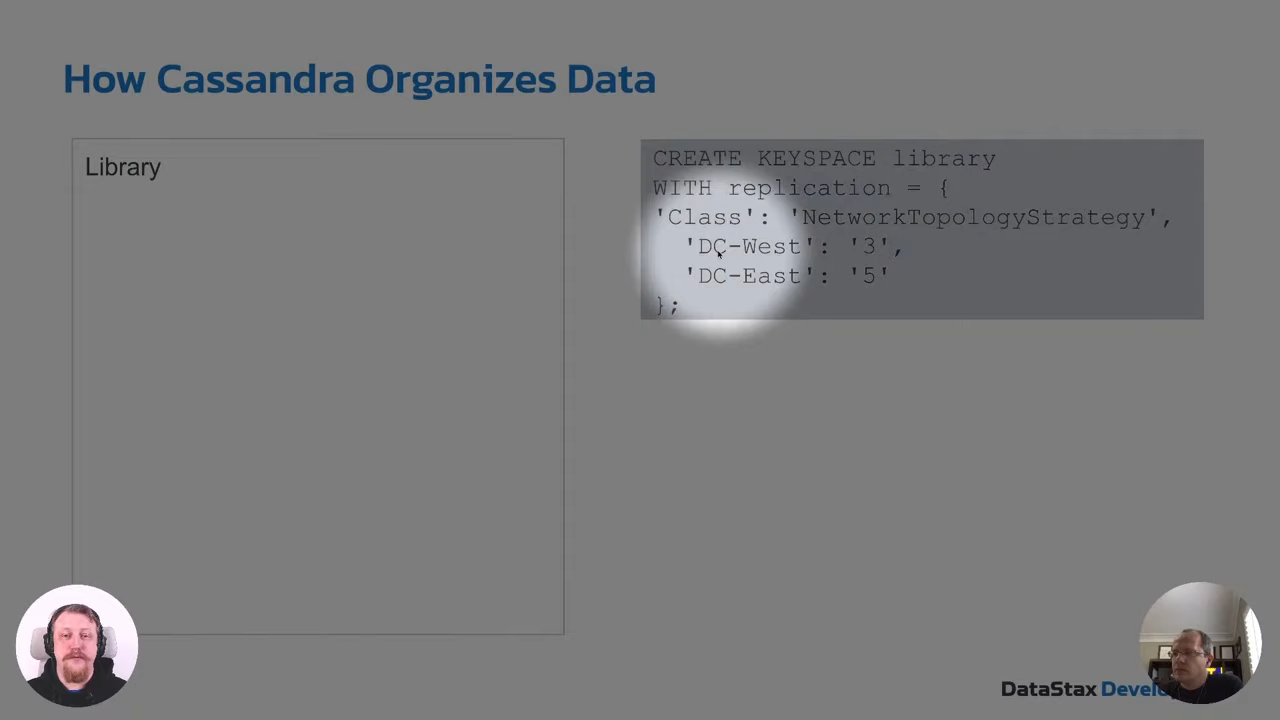 How Cassandra Organizes Data
Library
CREATE KEYSPACE library
WITH replication = {
'Class': 'NetworkTopologyStrategy',
'DC-West': '3',
'DC-East': '5'
};
DataStax